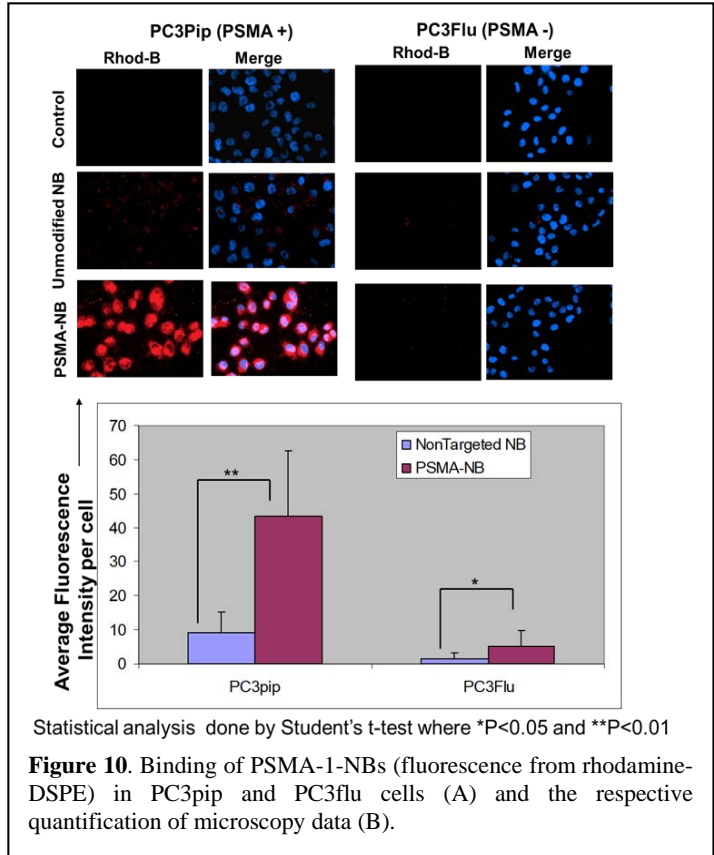 PC3Pip (PSMA +) PC3Flu (PSMA -)
Rhod-B Merge Rhod-B Merge
Control
Unmodified NB
PSMA-NB
Average Fluorescence
Intensity per cell
70
60
50
40
30
20
10
0
NonTargeted NB
PSMA-NB
**
*
PC3pip PC3Flu
Statistical analysis done by Student's t-test where *P<0.05 and **P<0.01
Figure 10. Binding of PSMA-1-NBs (fluorescence from rhodamine-
DSPE) in PC3pip and PC3flu cells (A) and the respective
quantification of microscopy data (B).